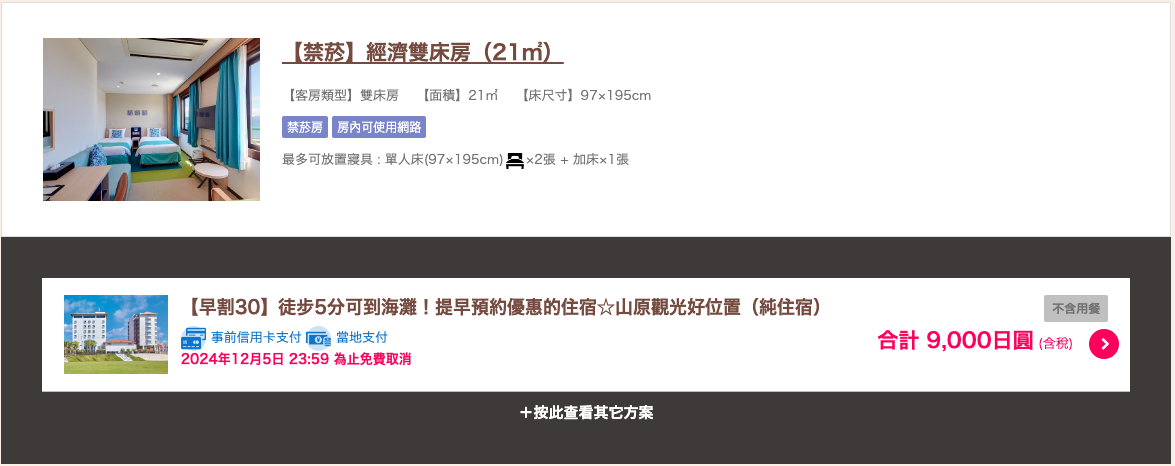 【禁菸】經濟雙床房（21㎡）
【客房類型】雙床房 【面積】21㎡ 【床尺寸】97×195cm
禁菸房 房內可使用網路
最多可放置寢具 : 單人床(97×195cm) ×2張 + 加床×1張
【早割30】徒步5分可到海灘！提早預約優惠的住宿☆山原觀光好位置（純住宿）
不含用餐
事前信用卡支付 當地支付
合計 9,000日圓 (含稅)
2024年12月5日 23:59 為止免費取消
＋按此查看其它方案